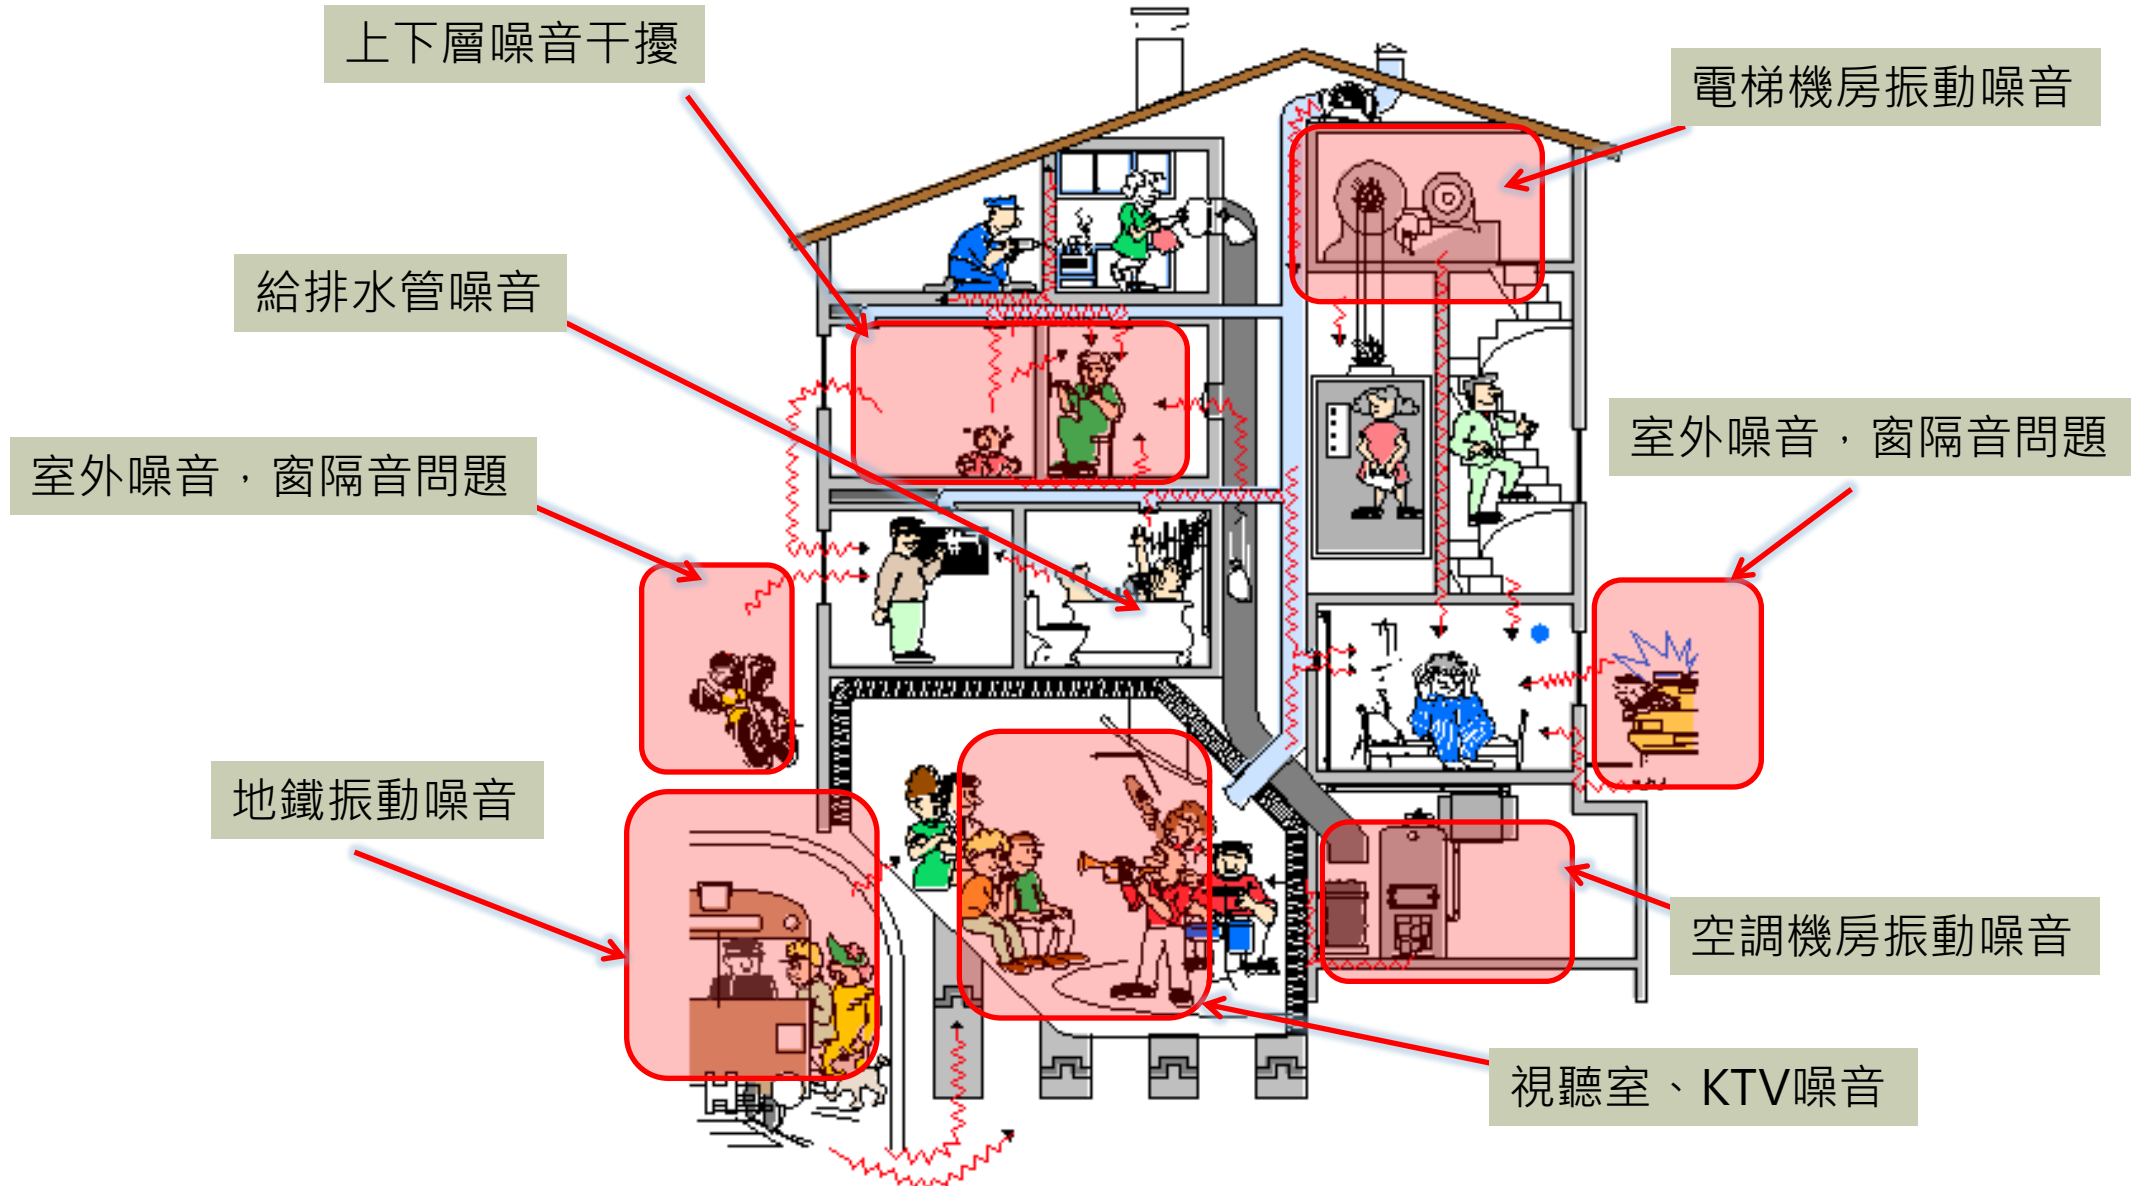 上下層噪音干擾
電梯機房振動噪音
給排水管噪音
室外噪音，窗隔音問題
室外噪音，窗隔音問題
地鐵振動噪音
空調機房振動噪音
視聽室、KTV噪音